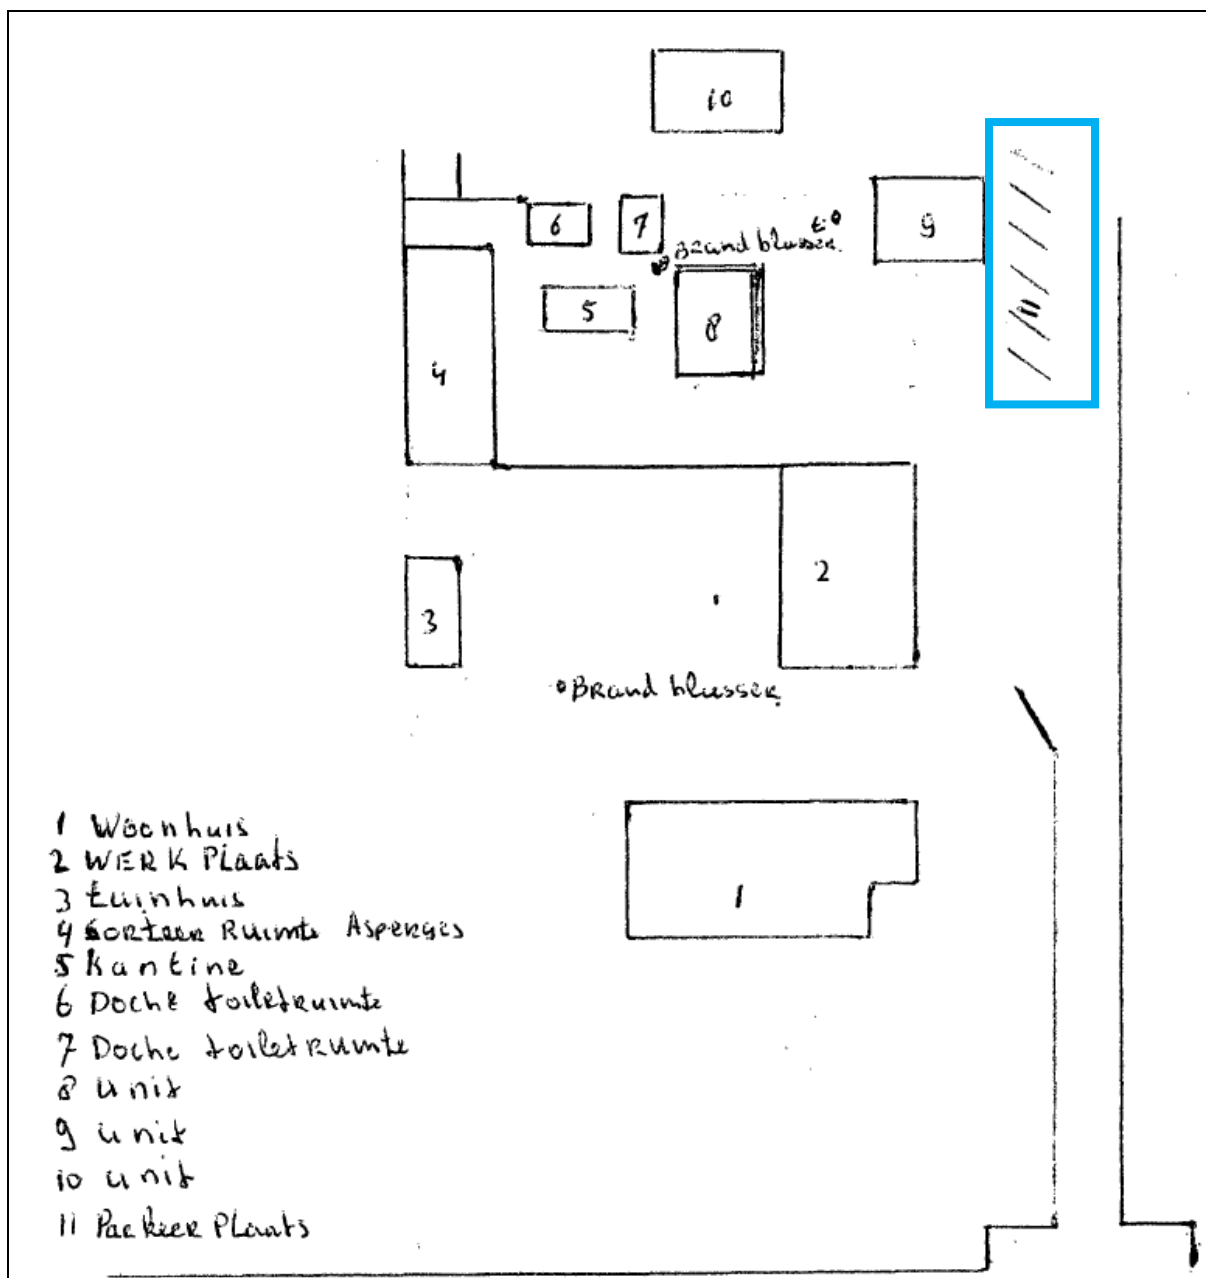 10
6
7
9
Brand blusser
5
8
11
4
2
3
Brand blusser
1
1 Woonhuis
2 WERK PLaats
3 tuinhuis
4 sorteer Ruimte Asperges
5 Kantine
6 Doche toiletruimte
7 Doche toiletrumte
8 unit
9 unit
10 unit
11 Parkeer PLaats